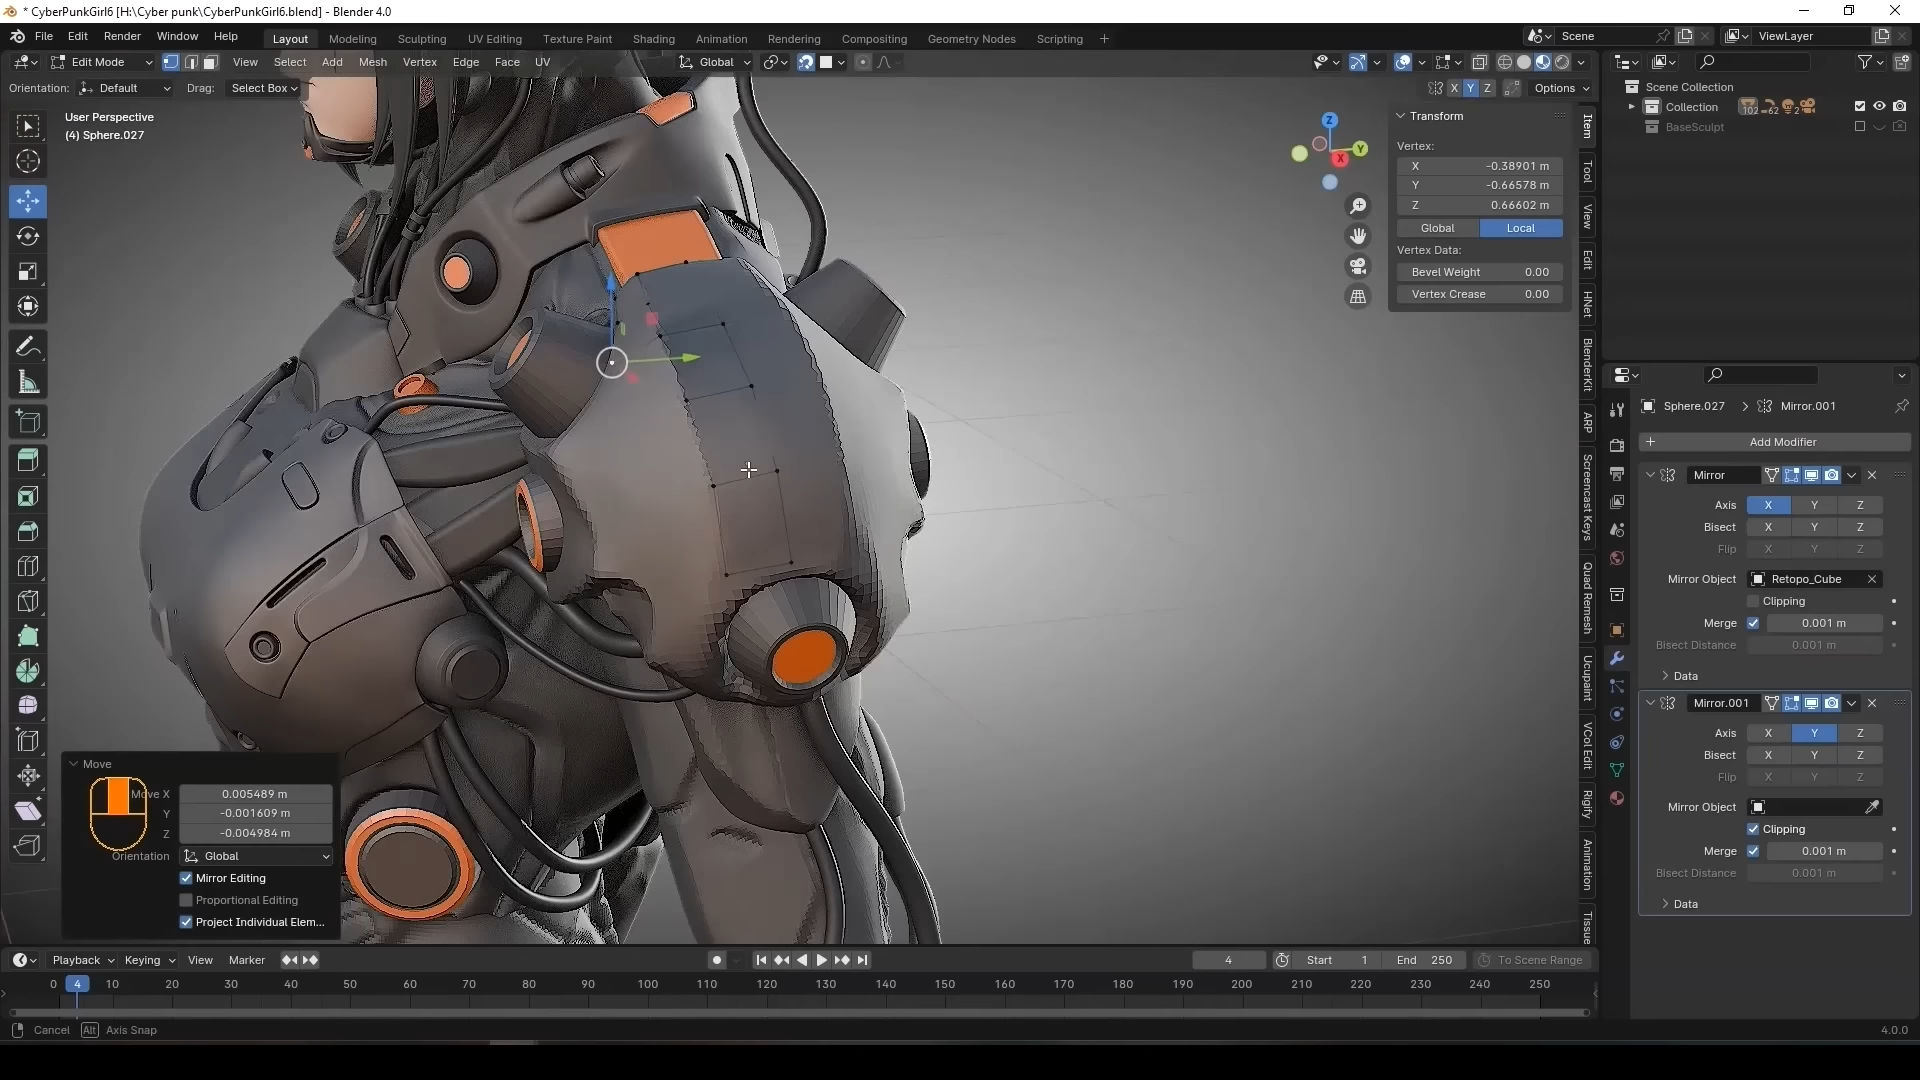 * CyberPunkGirl6 [H:\Cyber punk\CyberPunkGirl6.blend] - Blender 4.0
File Edit Render Window Help Layout Modeling Sculpting UV Editing Texture Paint Shading Animation Rendering Compositing Geometry Nodes Scripting + Scene ViewLayer
Edit Mode View Select Add Mesh Vertex Edge Face UV Global
Orientation: Default Drag: Select Box X Y Z Options
User Perspective
(4) Sphere.027
Z
Y
X
Transform
Vertex:
X -0.38901 m
Y -0.66578 m
Z 0.66602 m
Global Local
Vertex Data:
Bevel Weight 0.00
Vertex Crease 0.00
Item
Tool
View
Edit
HNet
BlenderKit
ARP
Screencast Keys
Quad Remesh
Ucupaint
VCol Edit
Rigify
Animation
Tissue
Scene Collection
Collection 102 62 2
BaseSculpt
Sphere.027 > Mirror.001
+ Add Modifier
Mirror
Axis X Y Z
Bisect X Y Z
Flip X Y Z
Mirror Object Retopo_Cube
Clipping
Merge 0.001 m
Bisect Distance 0.001 m
Data
Mirror.001
Axis X Y Z
Bisect X Y Z
Flip X Y Z
Mirror Object
Clipping
Merge 0.001 m
Bisect Distance 0.001 m
Data
Move
Move X 0.005489 m
Y -0.001609 m
Z -0.004984 m
Orientation Global
Mirror Editing
Proportional Editing
Project Individual Elem...
Playback Keying View Marker 4 Start 1 End 250 To Scene Range
0 4 10 20 30 40 50 60 70 80 90 100 110 120 130 140 150 160 170 180 190 200 210 220 230 240 250
Cancel Alt Axis Snap 4.0.0